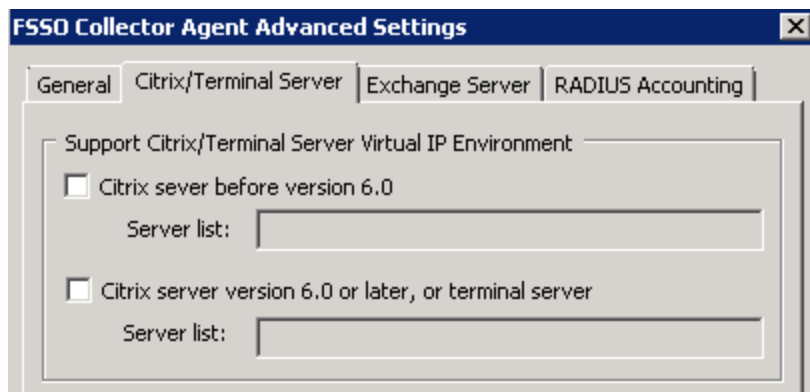 FSSO Collector Agent Advanced Settings
General Citrix/Terminal Server Exchange Server RADIUS Accounting
Support Citrix/Terminal Server Virtual IP Environment
Citrix sever before version 6.0
Server list:
Citrix server version 6.0 or later, or terminal server
Server list: